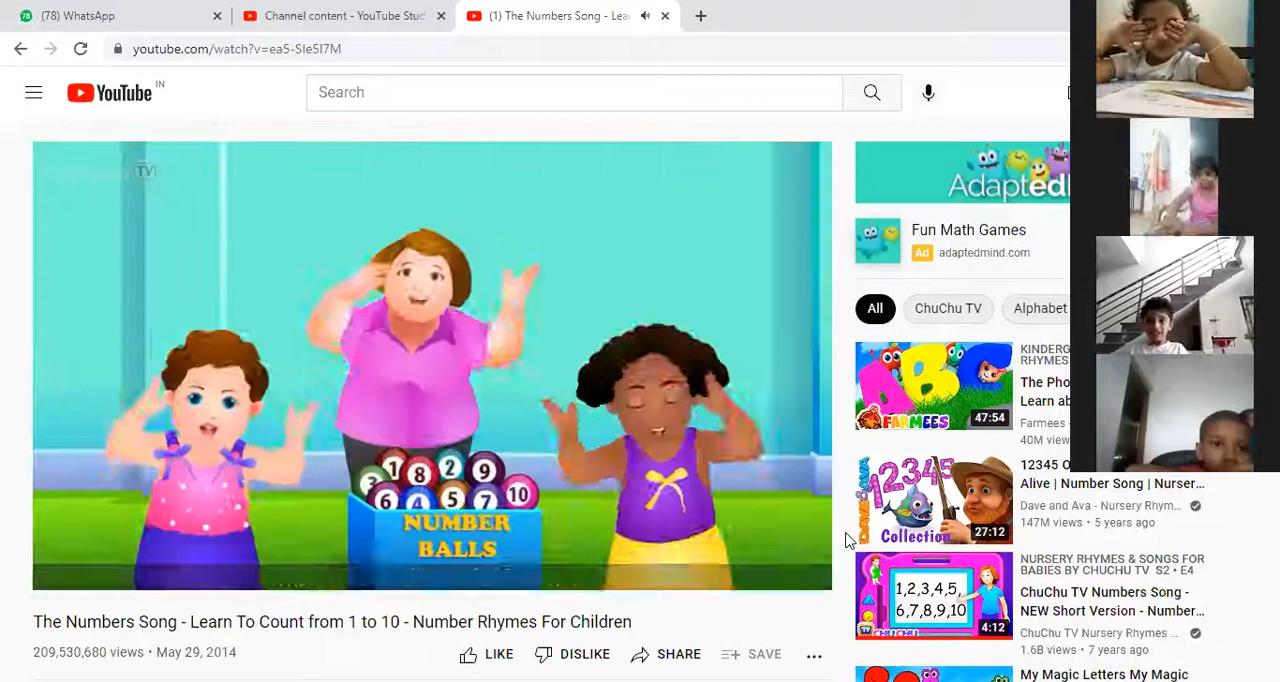 78
(78) WhatsApp
Channel content - YouTube Stud
(1) The Numbers Song - Lea
youtube.com/watch?v=ea5-SIe5I7M
YouTube IN
Search
TV
1 8 2 9
3 6 4 5 7 10
NUMBER
BALLS
The Numbers Song - Learn To Count from 1 to 10 - Number Rhymes For Children
209,530,680 views • May 29, 2014
LIKE
DISLIKE
SHARE
SAVE
Fun Math Games
Ad adaptedmind.com
All
ChuChu TV
Alphabet
ABC
FARMEES
47:54
KINDERG
RHYMES
The Pho
Learn ab
Farmees
40M view
12345
Collection
27:12
12345 O
Alive | Number Song | Nurser...
Dave and Ava - Nursery Rhym...
147M views • 5 years ago
1,2,3,4,5,
6,7,8,9,10
CHUCHU
4:12
NURSERY RHYMES & SONGS FOR
BABIES BY CHUCHU TV S2 • E4
ChuChu TV Numbers Song -
NEW Short Version - Number...
ChuChu TV Nursery Rhymes ...
1.6B views • 7 years ago
My Magic Letters My Magic